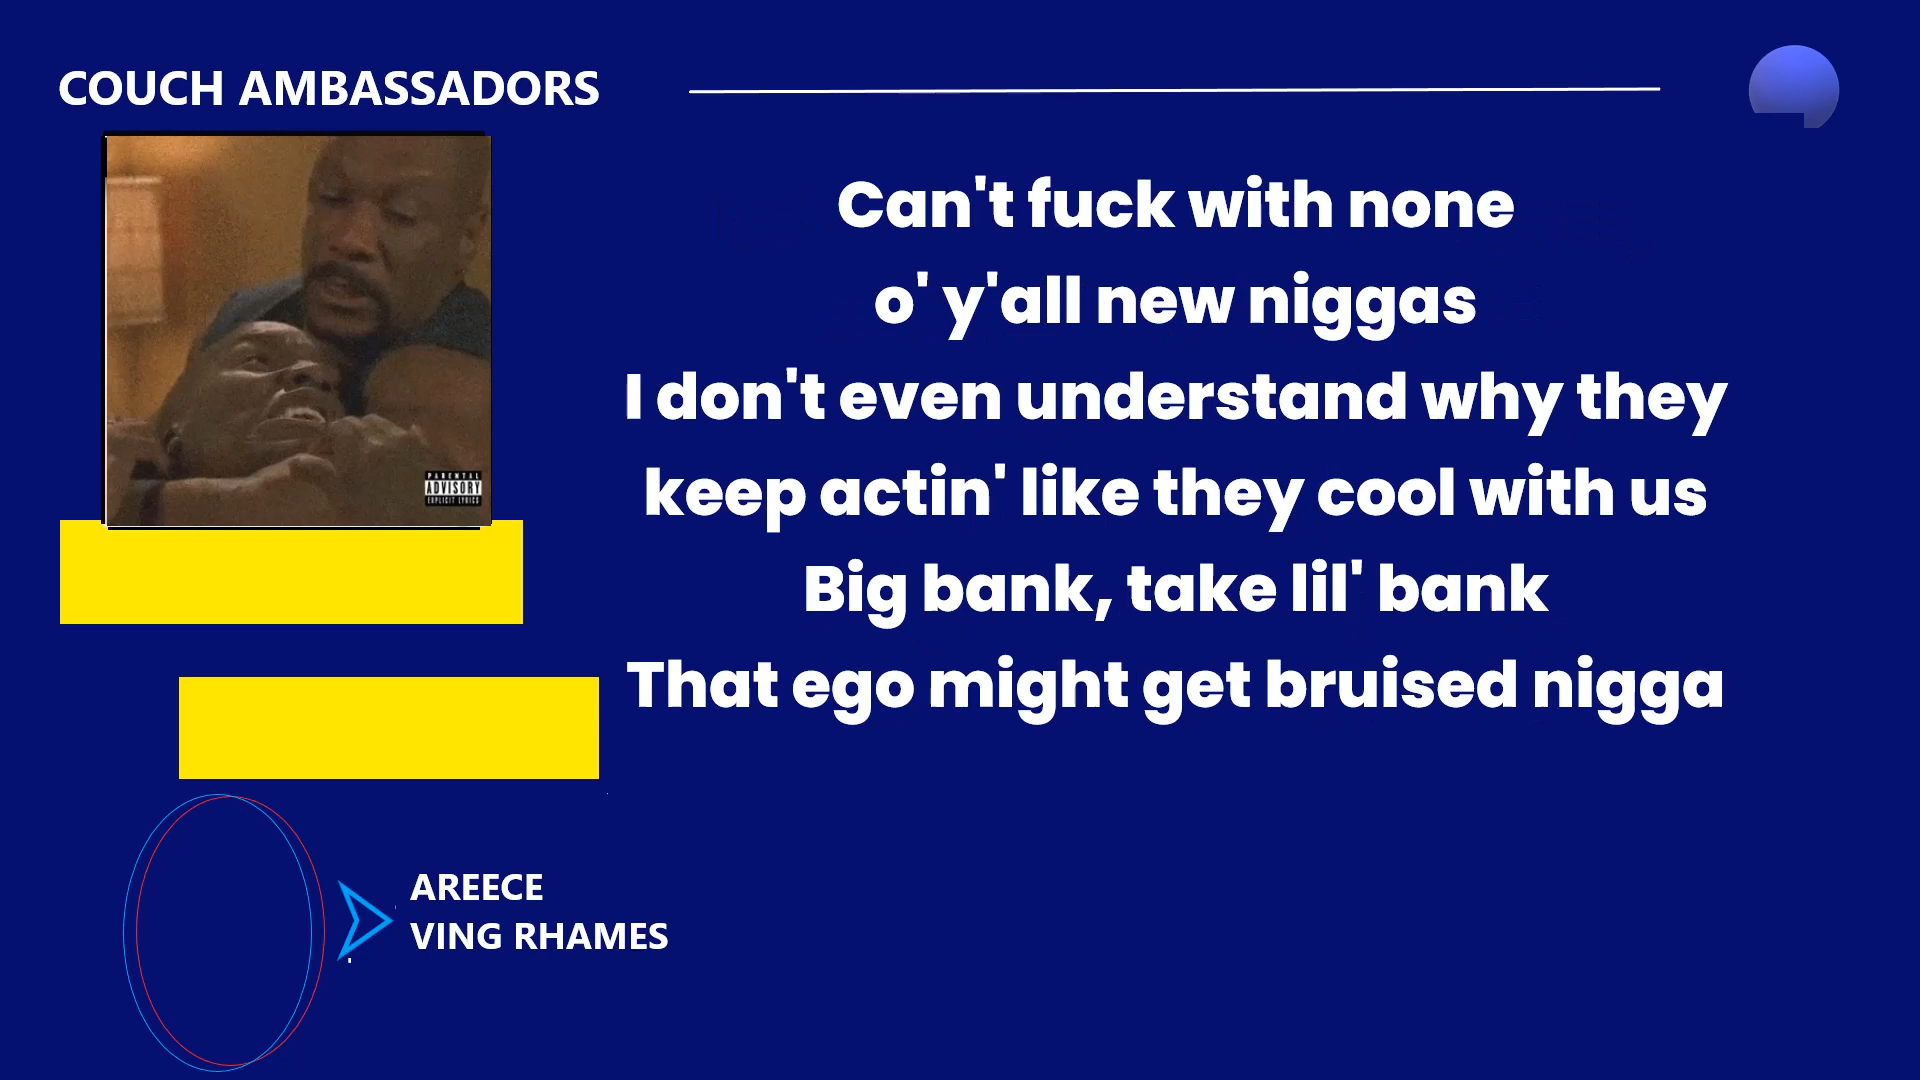 COUCH AMBASSADORS
PARENTAL
ADVISORY
EXPLICIT LYRICS
Can't fuck with none
o' y'all new niggas
I don't even understand why they
keep actin' like they cool with us
Big bank, take lil' bank
That ego might get bruised nigga
AREECE
VING RHAMES